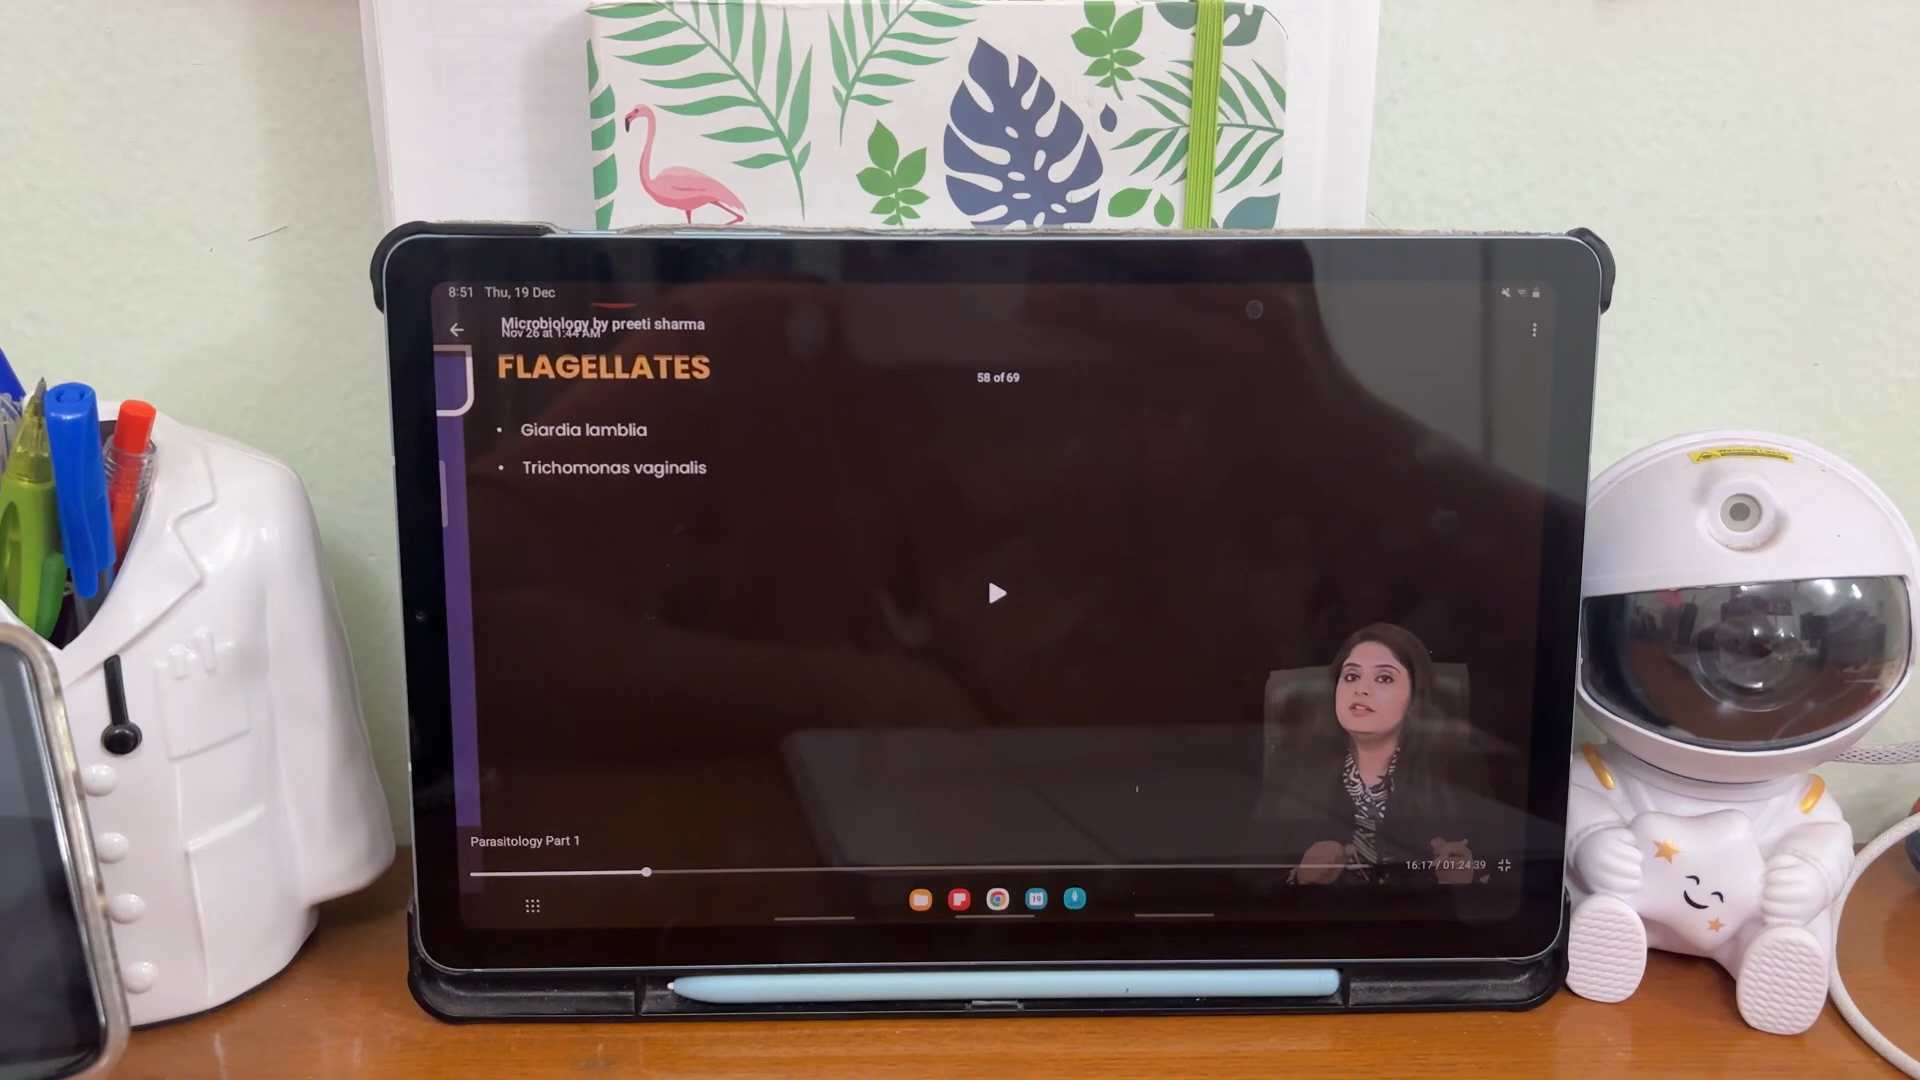 8:51 Thu, 19 Dec
Microbiology by preeti sharma
Nov 26 at 1:44 AM
FLAGELLATES
58 of 69
• Giardia lamblia
• Trichomonas vaginalis
Parasitology Part 1
16:17 / 01:24:39
19